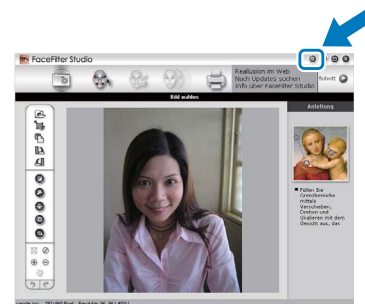 FaceFilter Studio
Reallusion im Web
Nach Updates suchen
Info über FaceFilter Studio
Schritt
Bild wählen
Anleitung
Füllen Sie
Grenzbereiche
mittels
Verschieben,
Drehen und
Skalieren mit dem
Gesicht aus, das